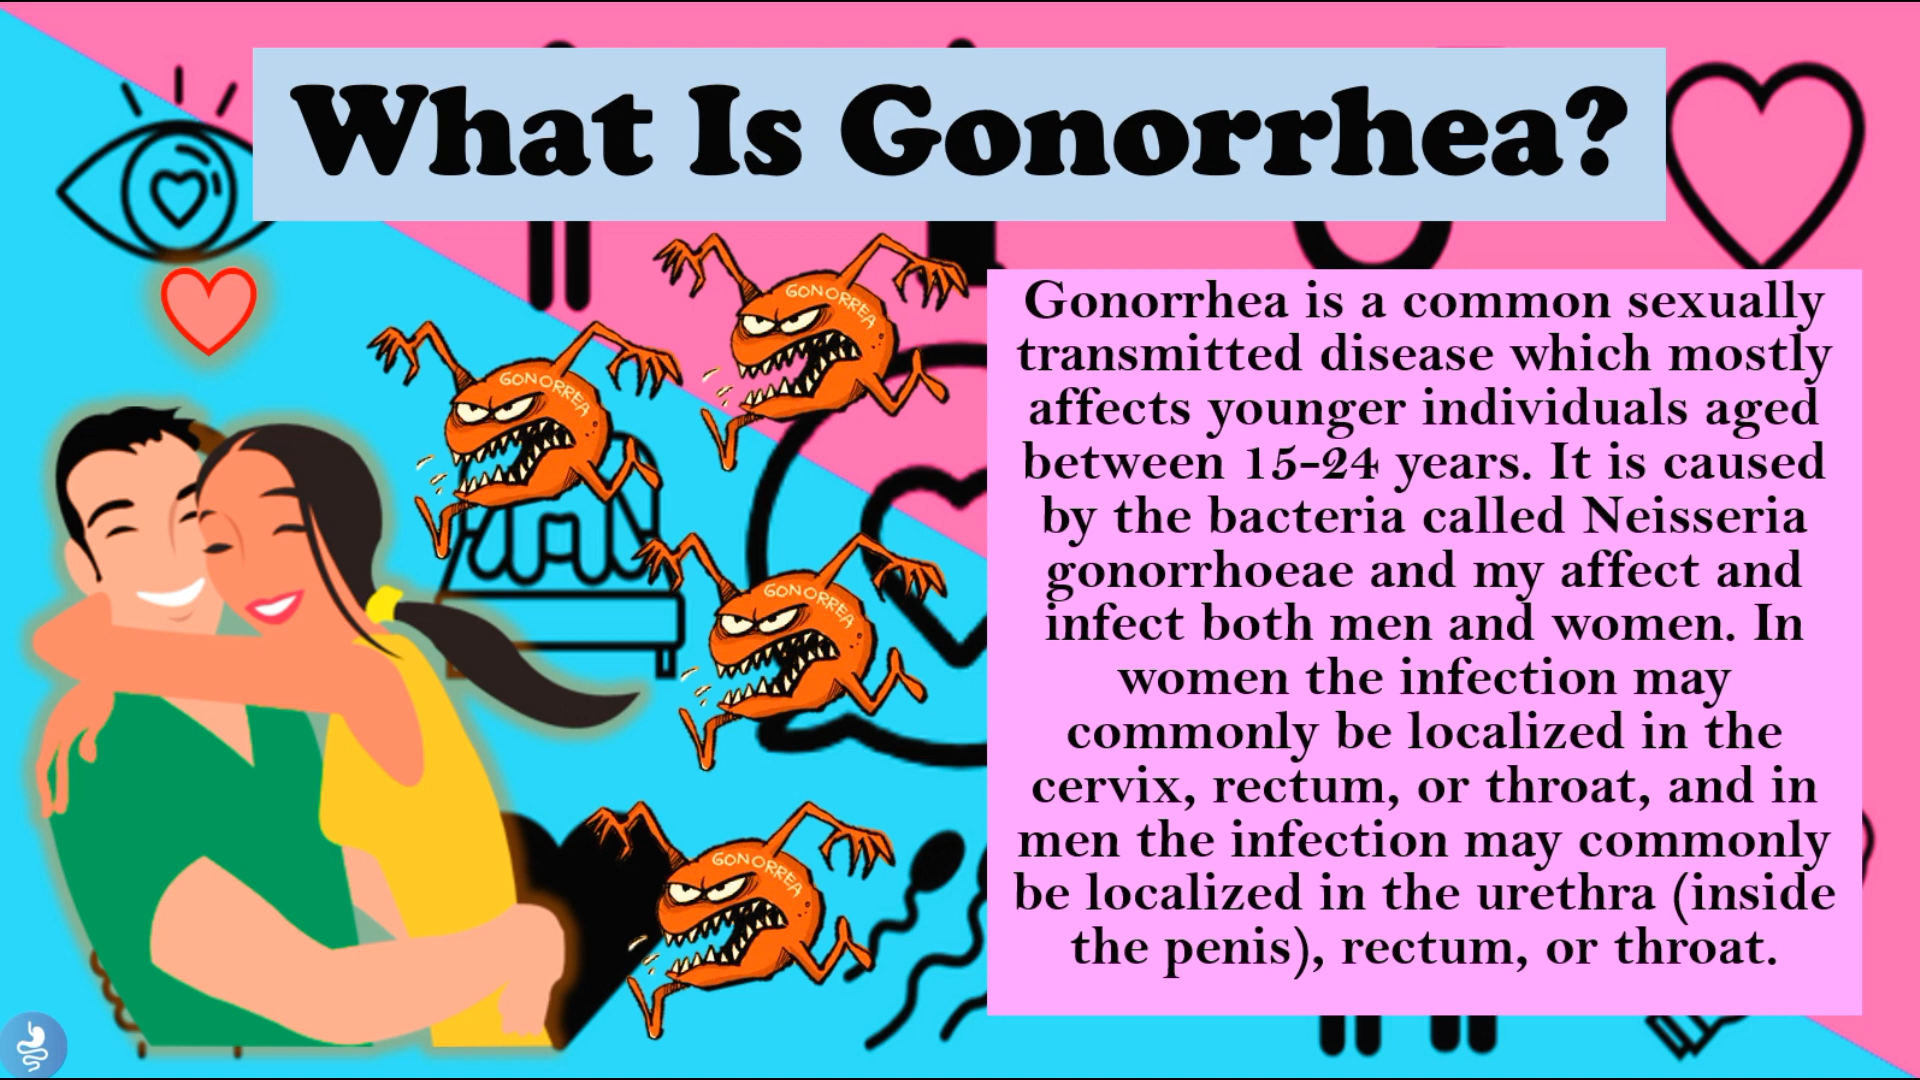 What Is Gonorrhea?
GONORREA
GONORREA
GONORREA
GONORREA
Gonorrhea is a common sexually
transmitted disease which mostly
affects younger individuals aged
between 15-24 years. It is caused
by the bacteria called Neisseria
gonorrhoeae and my affect and
infect both men and women. In
women the infection may
commonly be localized in the
cervix, rectum, or throat, and in
men the infection may commonly
be localized in the urethra (inside
the penis), rectum, or throat.